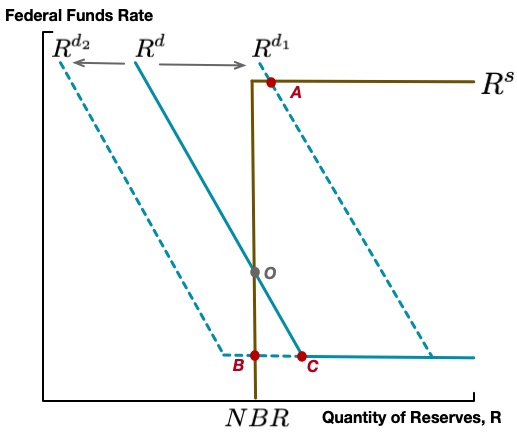 Federal Funds Rate
R^{d_2} R^d R^{d_1}
A
R^s
O
B C
NBR Quantity of Reserves, R